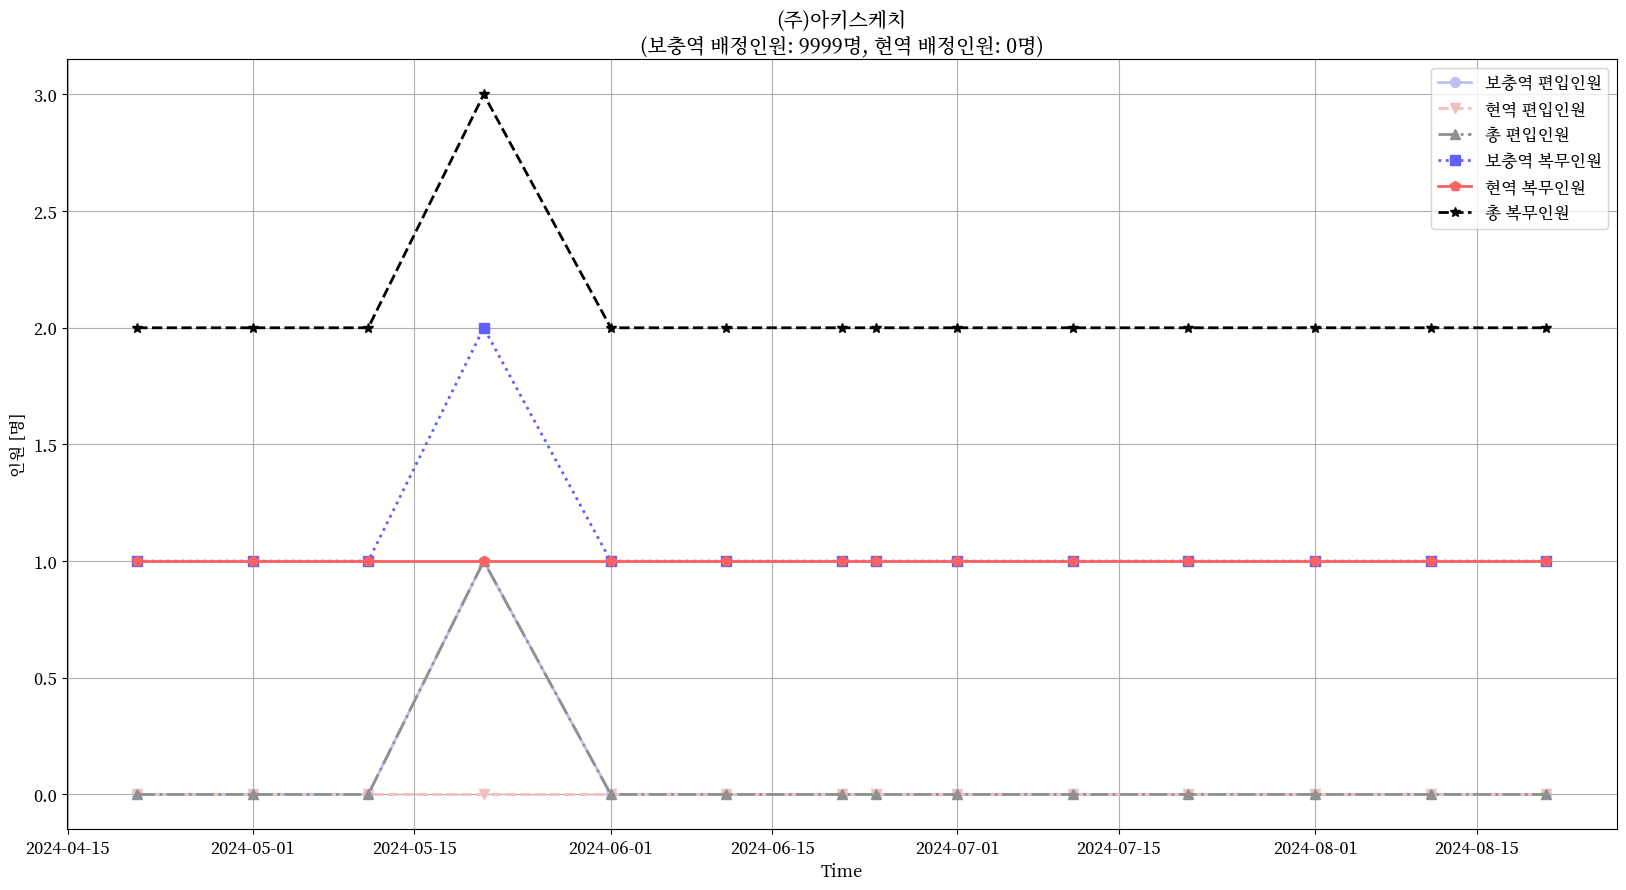 (주)아키스케치
(보충역 배정인원: 9999명, 현역 배정인원: 0명)
보충역 편입인원
현역 편입인원
총 편입인원
보충역 복무인원
현역 복무인원
총 복무인원
3.0
2.5
2.0
1.5
1.0
0.5
0.0
인원 [명]
2024-04-15
2024-05-01
2024-05-15
2024-06-01
2024-06-15
2024-07-01
2024-07-15
2024-08-01
2024-08-15
Time